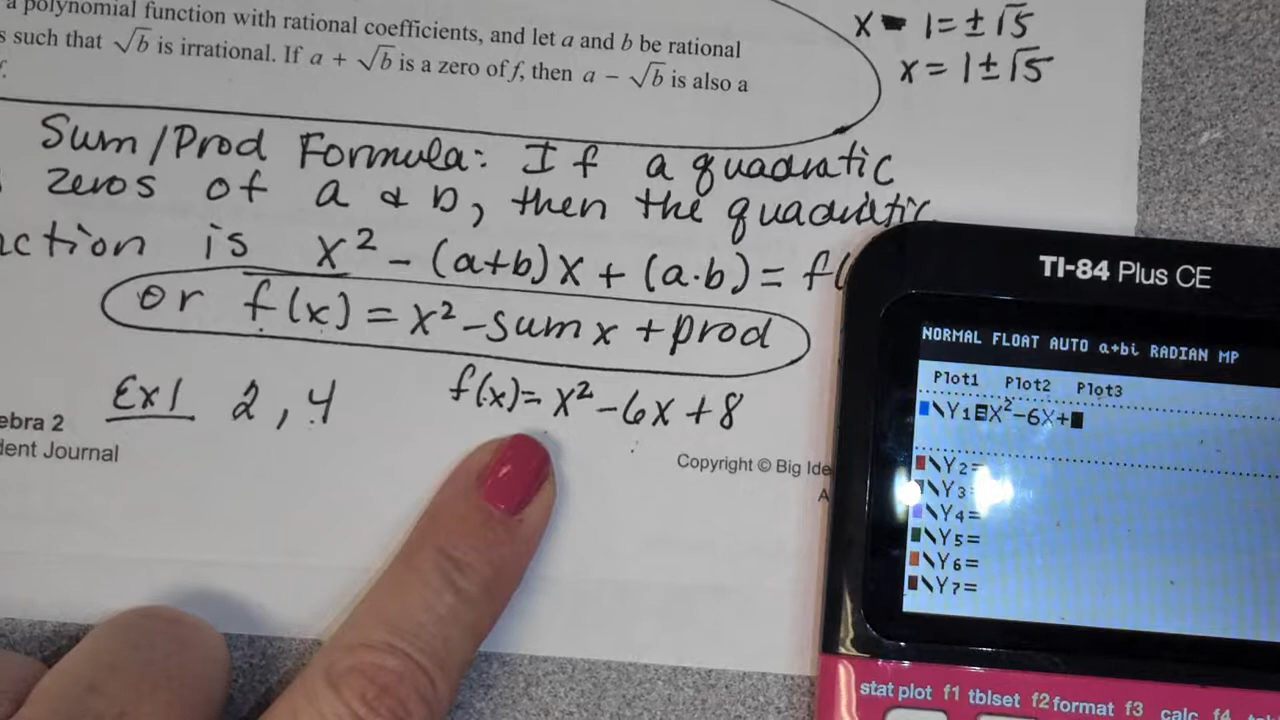 a polynomial function with rational coefficients, and let a and b be rational
s such that √b is irrational. If a + √b is a zero of f, then a − √b is also a
f.
x - 1 = ± √5
x = 1 ± √5
Sum/Prod Formula: If a quadratic
zeros of a & b, then the quadratic
ction is x² - (a+b)x + (a·b) = f(
or f(x) = x² - sum x + prod
Ex 1 2, 4 f(x) = x² - 6x + 8
ebra 2
dent Journal
Copyright © Big Ide
A
TI-84 Plus CE
NORMAL FLOAT AUTO a+bi RADIAN MP
Plot1 Plot2 Plot3
\Y1=X²-6X+
\Y2=
\Y3=
\Y4=
\Y5=
\Y6=
\Y7=
stat plot f1 tblset f2 format f3 calc f4